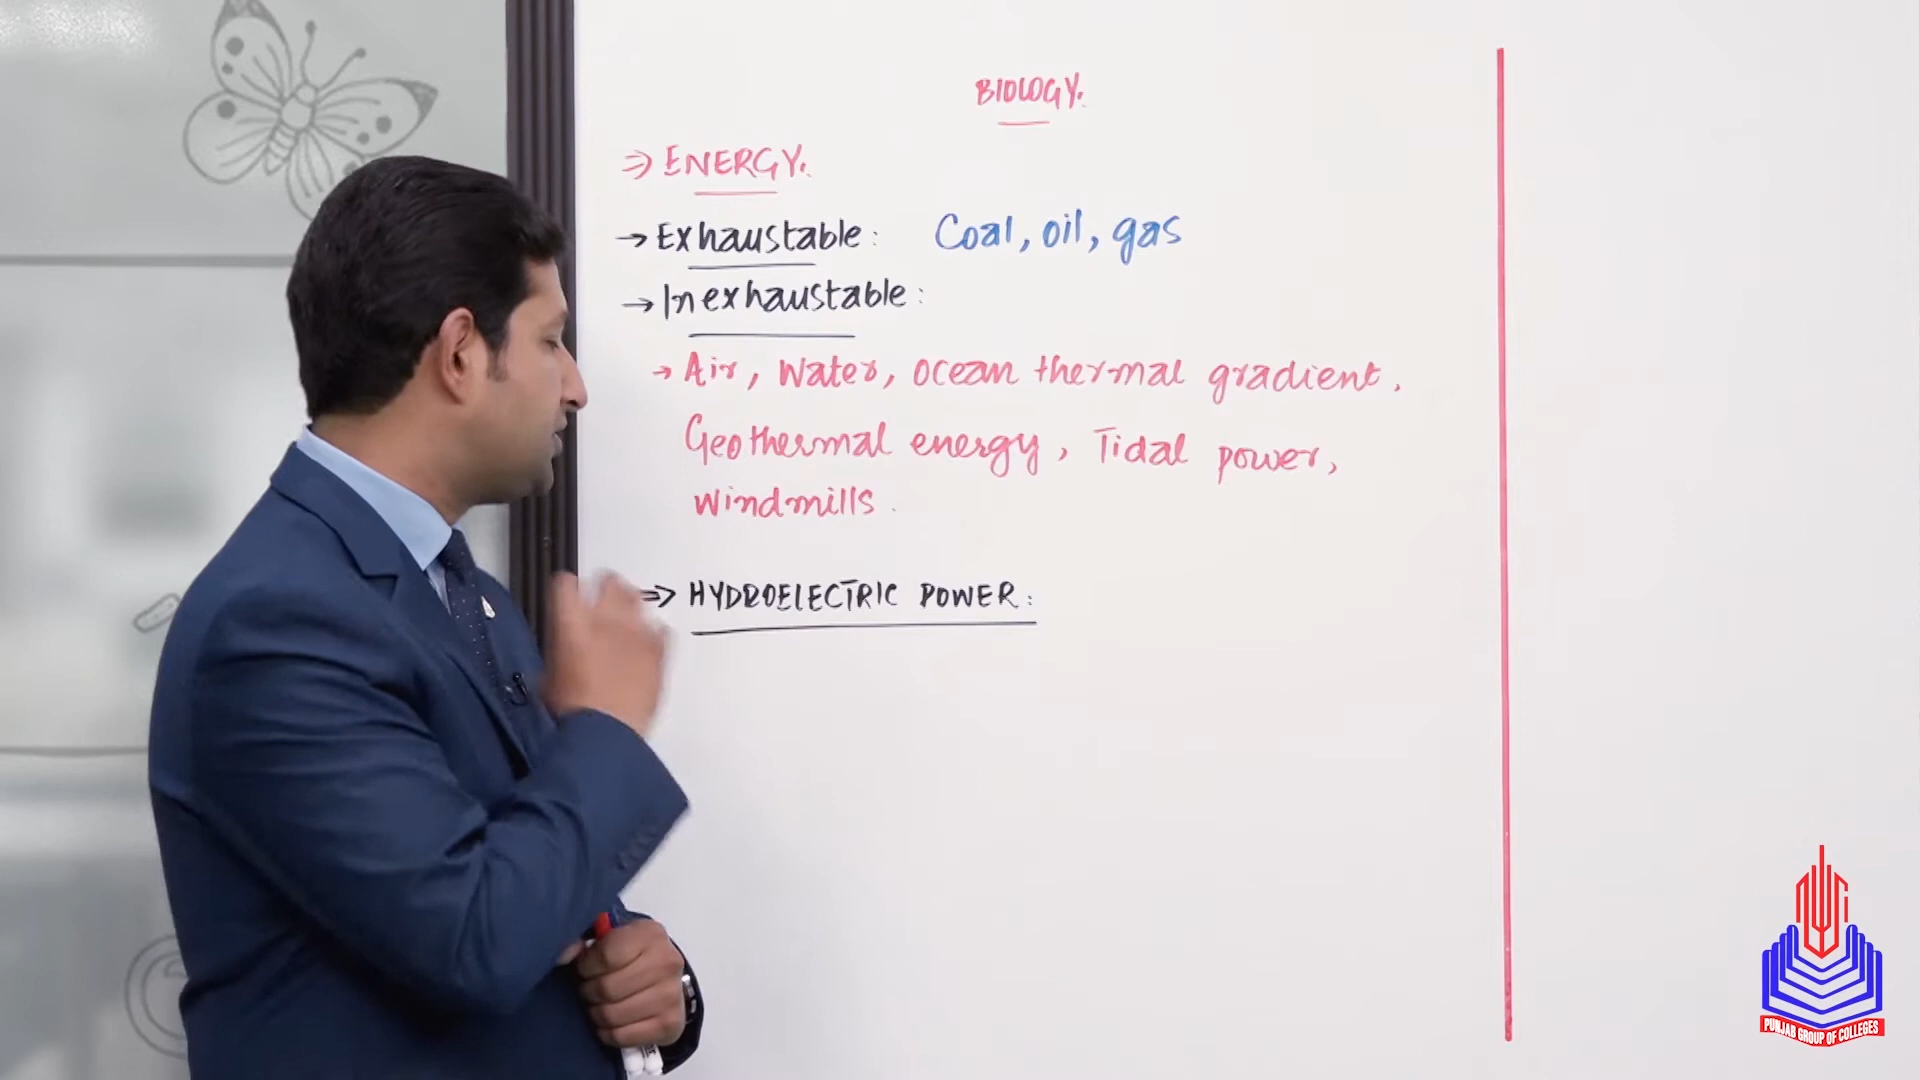 BIOLOGY.
⇒ ENERGY.
→ Exhaustable: Coal, oil, gas
→ Inexhaustable:
→ Air, Water, ocean thermal gradient,
Geothermal energy, Tidal power,
Windmills.
⇒ HYDROELECTRIC POWER:
PUNJAB GROUP OF COLLEGES